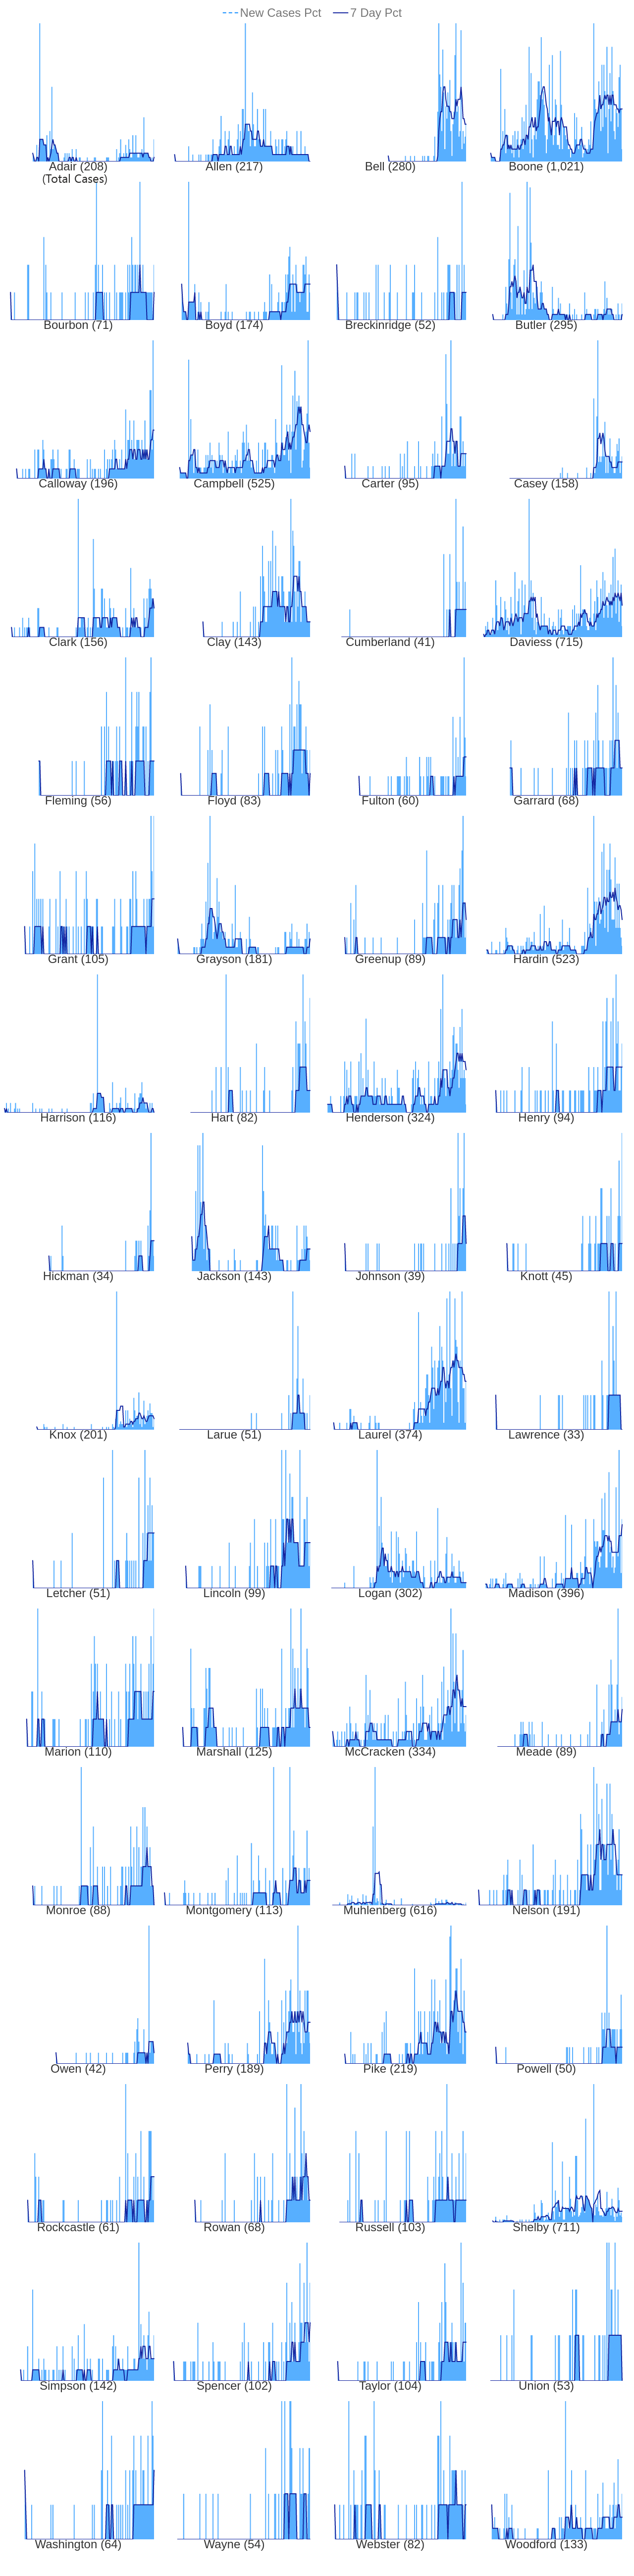 New Cases Pct 7 Day Pct
Adair (208) Allen (217) Bell (280) Boone (1,021)
(Total Cases)
Bourbon (71) Boyd (174) Breckinridge (52) Butler (295)
Calloway (196) Campbell (525) Carter (95) Casey (158)
Clark (156) Clay (143) Cumberland (41) Daviess (715)
Fleming (56) Floyd (83) Fulton (60) Garrard (68)
Grant (105) Grayson (181) Greenup (89) Hardin (523)
Harrison (116) Hart (82) Henderson (324) Henry (94)
Hickman (34) Jackson (143) Johnson (39) Knott (45)
Knox (201) Larue (51) Laurel (374) Lawrence (33)
Letcher (51) Lincoln (99) Logan (302) Madison (396)
Marion (110) Marshall (125) McCracken (334) Meade (89)
Monroe (88) Montgomery (113) Muhlenberg (616) Nelson (191)
Owen (42) Perry (189) Pike (219) Powell (50)
Rockcastle (61) Rowan (68) Russell (103) Shelby (711)
Simpson (142) Spencer (102) Taylor (104) Union (53)
Washington (64) Wayne (54) Webster (82) Woodford (133)